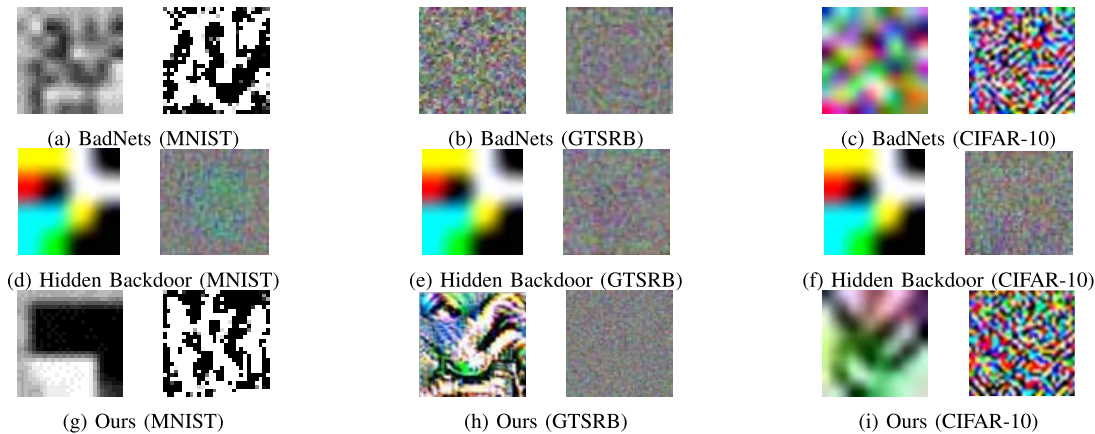 (a) BadNets (MNIST)
(b) BadNets (GTSRB)
(c) BadNets (CIFAR-10)
(d) Hidden Backdoor (MNIST)
(e) Hidden Backdoor (GTSRB)
(f) Hidden Backdoor (CIFAR-10)
(g) Ours (MNIST)
(h) Ours (GTSRB)
(i) Ours (CIFAR-10)